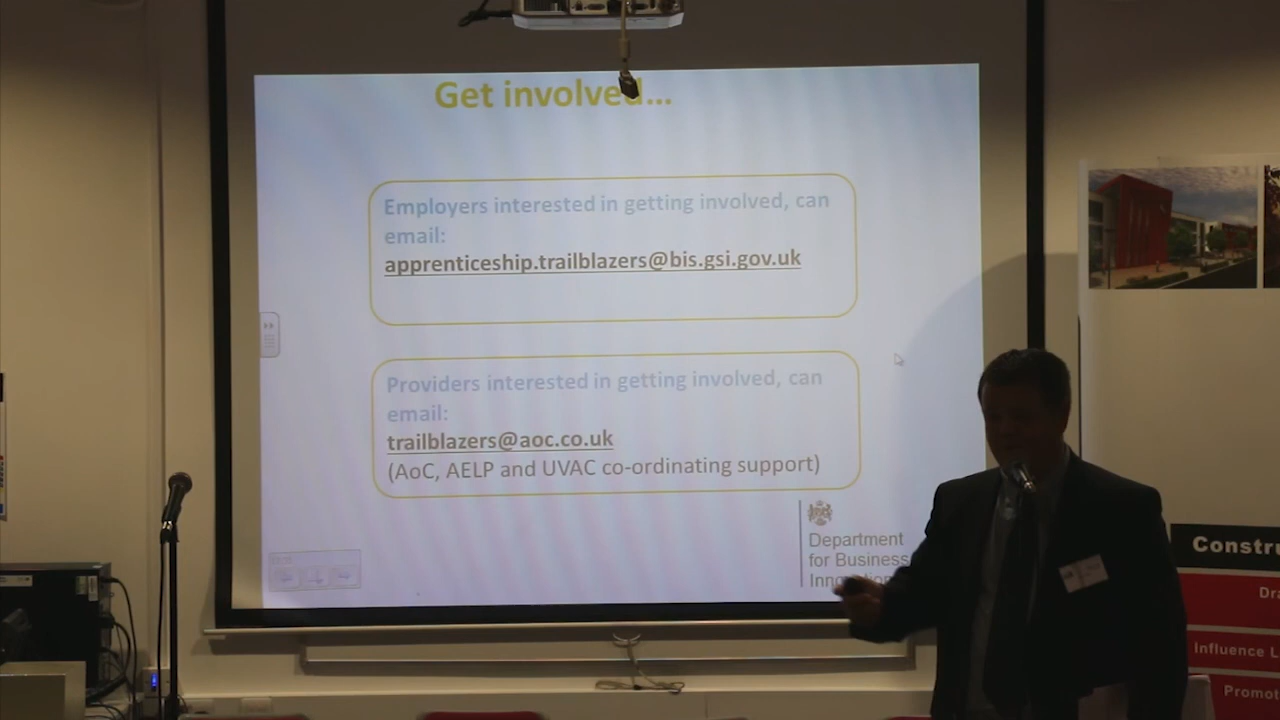 Get involved...
Employers interested in getting involved, can
email:
apprenticeship.trailblazers@bis.gsi.gov.uk
Providers interested in getting involved, can
email:
trailblazers@aoc.co.uk
(AoC, AELP and UVAC co-ordinating support)
Department
for Business
Innovation
Constru
Dra
Influence L
Promot